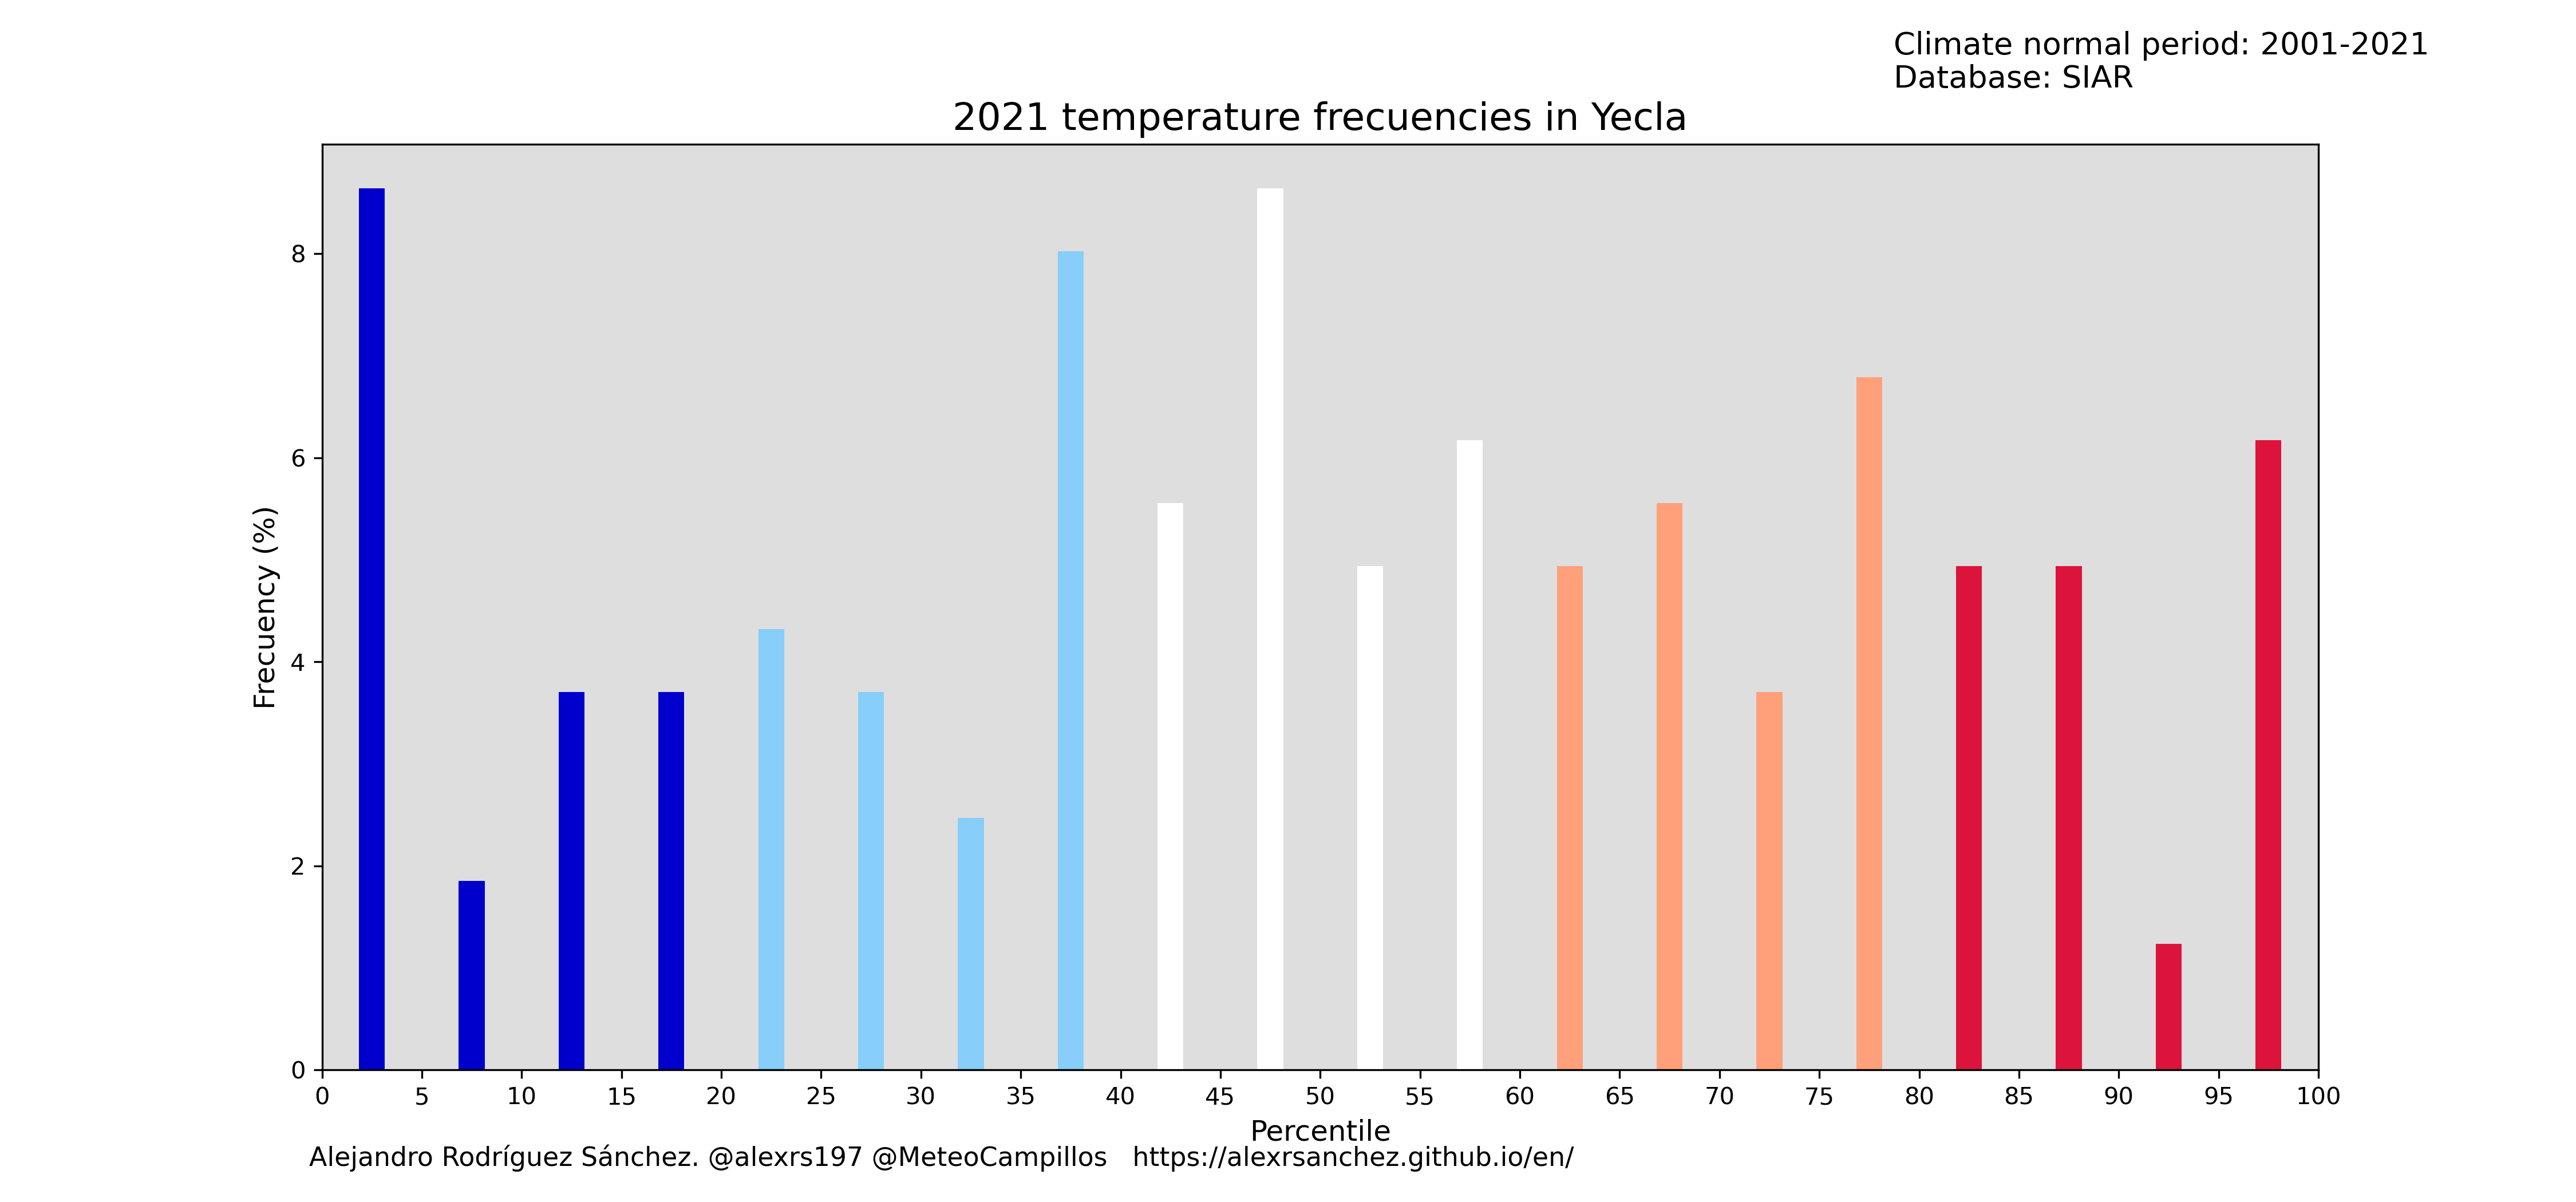 Climate normal period: 2001-2021
Database: SIAR
2021 temperature frecuencies in Yecla
Frecuency (%)
8
6
4
2
0
0 5 10 15 20 25 30 35 40 45 50 55 60 65 70 75 80 85 90 95 100
Percentile
Alejandro Rodríguez Sánchez. @alexrs197 @MeteoCampillos https://alexrsanchez.github.io/en/